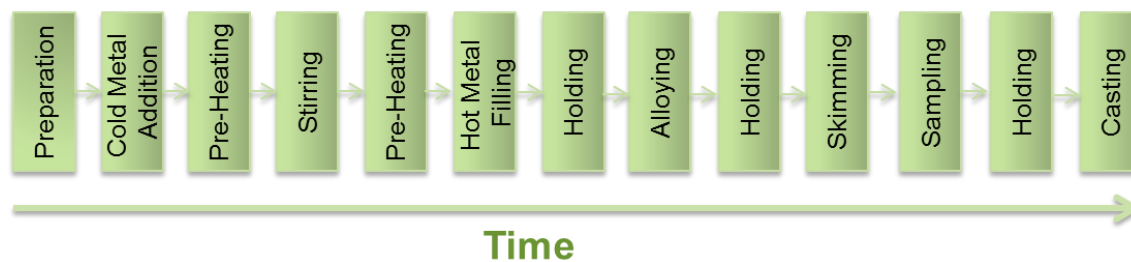 Preparation
Cold Metal
Addition
Pre-Heating
Stirring
Pre-Heating
Hot Metal
Filling
Holding
Alloying
Holding
Skimming
Sampling
Holding
Casting
Time